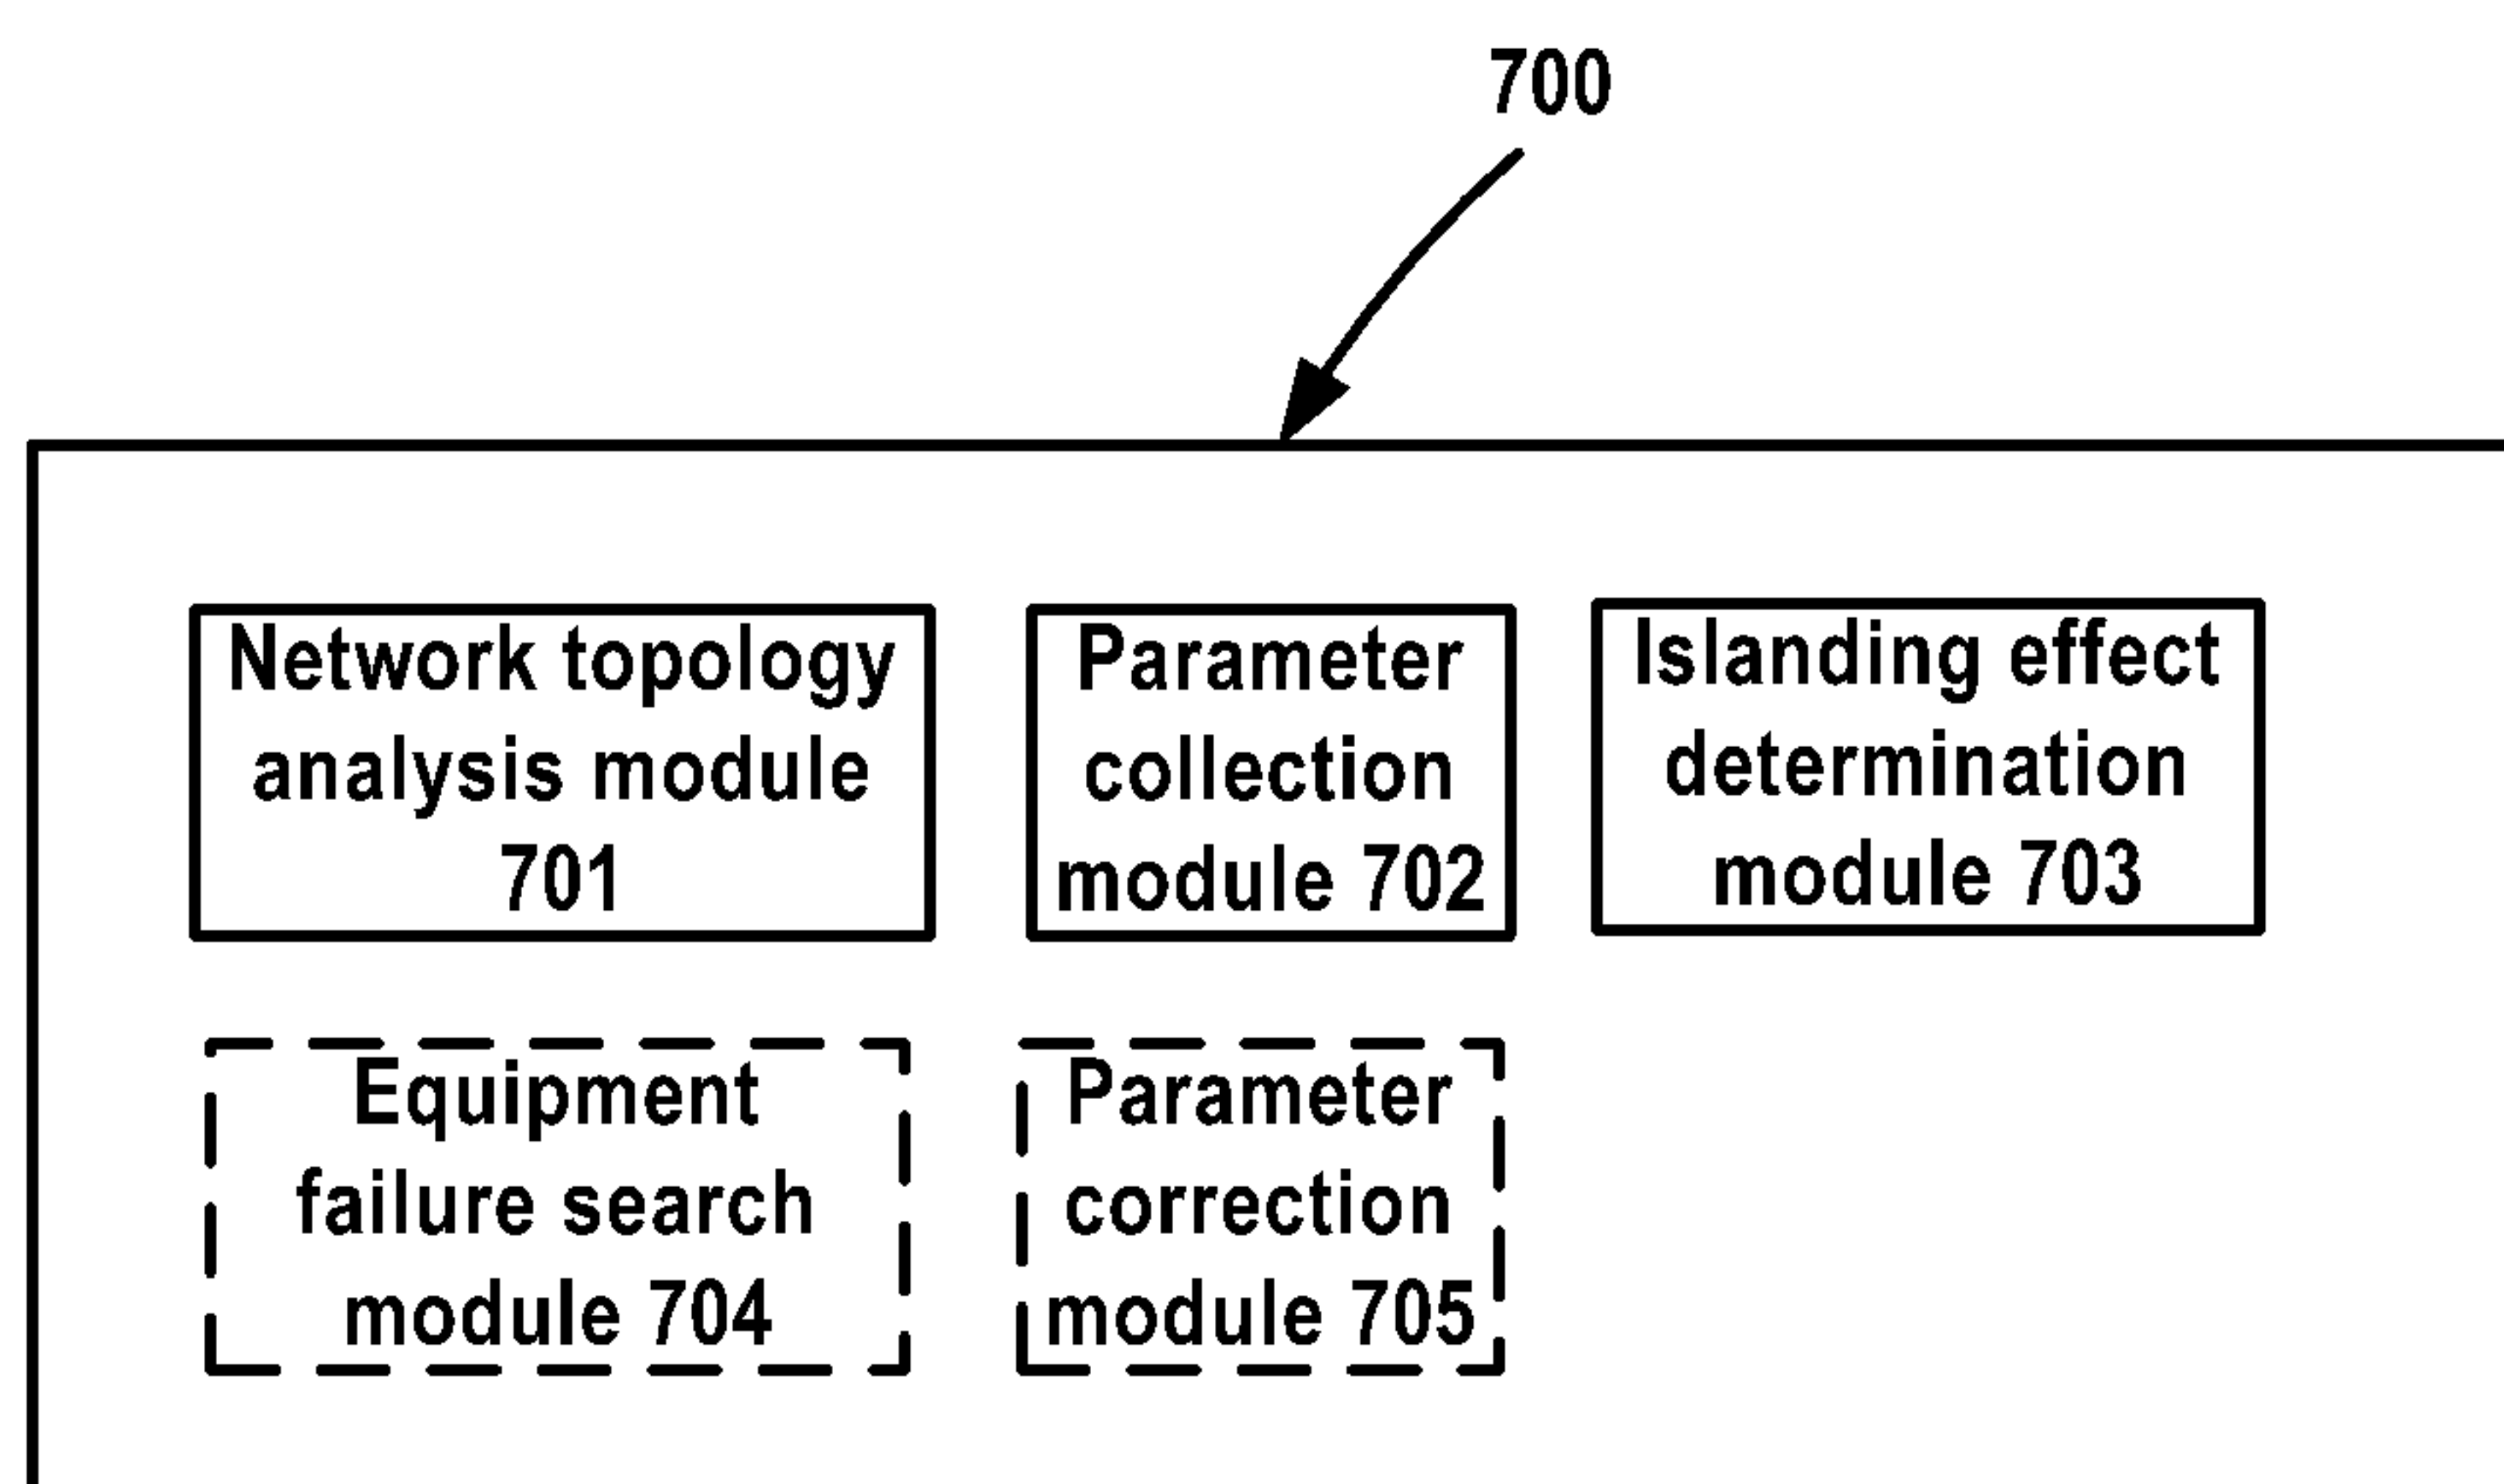 700
Network topology
analysis module
701
Parameter
collection
module 702
Islanding effect
determination
module 703
Equipment
failure search
module 704
Parameter
correction
module 705